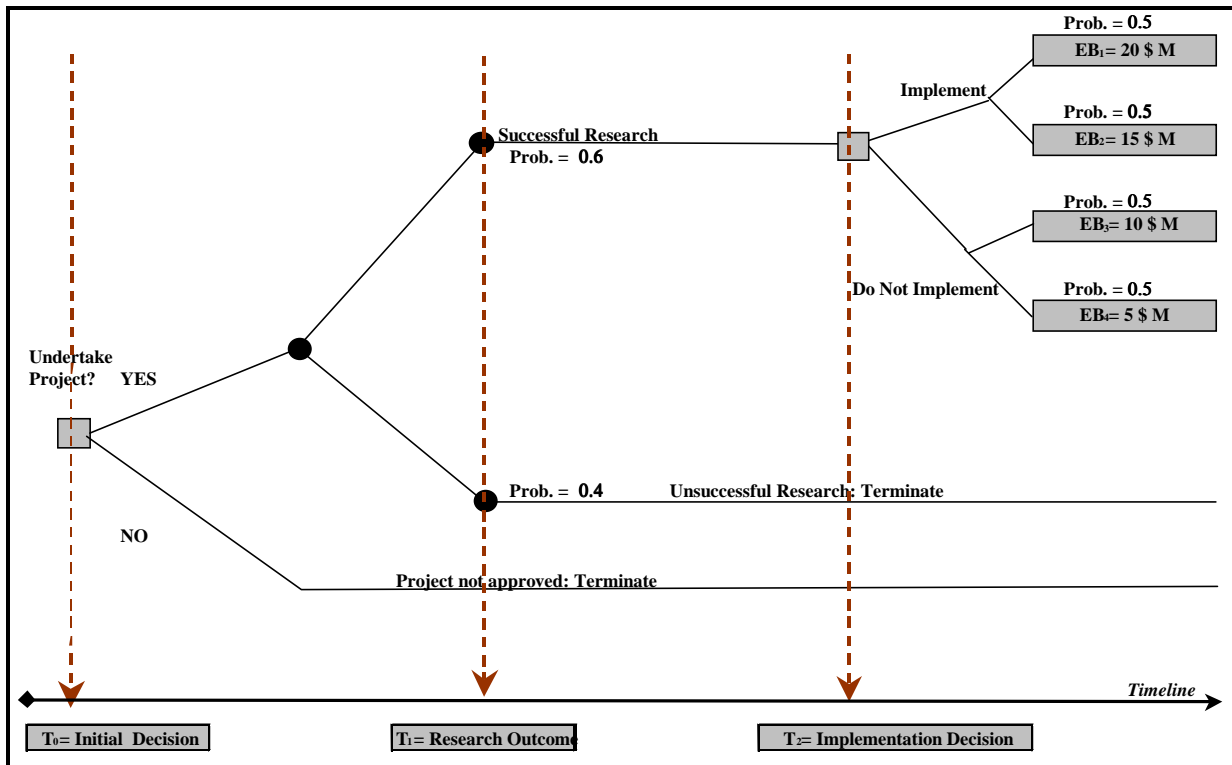 Prob. = 0.5
EB₁= 20 $ M
Implement
Prob. = 0.5
EB₂= 15 $ M
Successful Research
Prob. = 0.6
Prob. = 0.5
EB₃= 10 $ M
Do Not Implement
Prob. = 0.5
EB₄= 5 $ M
Undertake
Project? YES
Prob. = 0.4 Unsuccessful Research: Terminate
NO
Project not approved: Terminate
Timeline
T₀= Initial Decision
T₁= Research Outcome
T₂= Implementation Decision